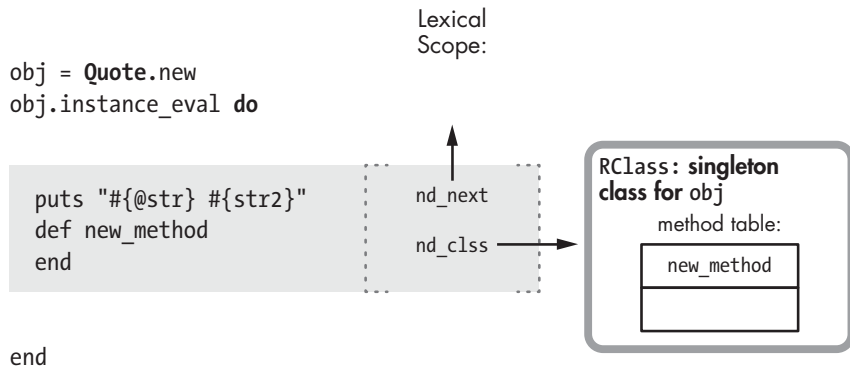 Lexical
Scope:
obj = Quote.new
obj.instance_eval do
puts "#{@str} #{str2}"
def new_method
end
nd_next
nd_clss
RClass: singleton
class for obj
method table:
new_method
end